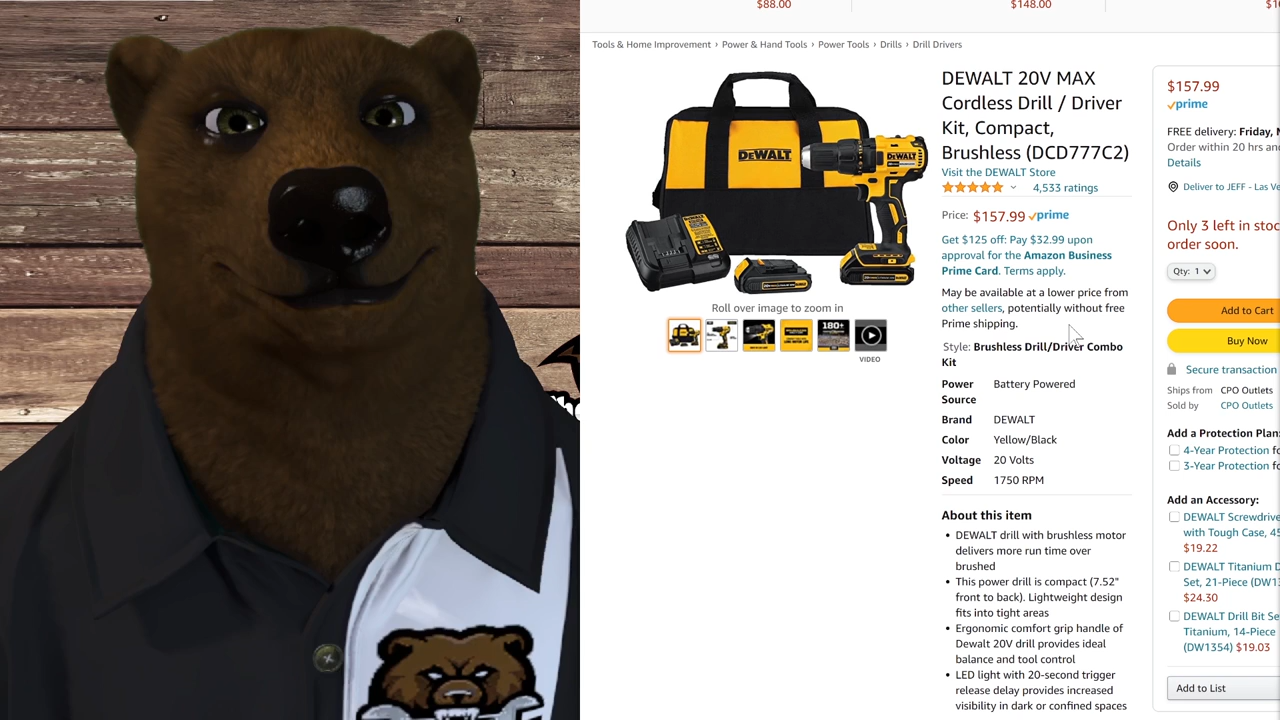 $88.00
$148.00
Tools & Home Improvement › Power & Hand Tools › Power Tools › Drills › Drill Drivers
DEWALT
DEWALT
Roll over image to zoom in
180+
VIDEO
DEWALT 20V MAX
Cordless Drill / Driver
Kit, Compact,
Brushless (DCD777C2)
Visit the DEWALT Store
4,533 ratings
Price: $157.99 prime
Get $125 off: Pay $32.99 upon
approval for the Amazon Business
Prime Card. Terms apply.
May be available at a lower price from
other sellers, potentially without free
Prime shipping.
Style: Brushless Drill/Driver Combo
Kit
Power Source Battery Powered
Brand DEWALT
Color Yellow/Black
Voltage 20 Volts
Speed 1750 RPM
About this item
• DEWALT drill with brushless motor
delivers more run time over
brushed
• This power drill is compact (7.52"
front to back). Lightweight design
fits into tight areas
• Ergonomic comfort grip handle of
Dewalt 20V drill provides ideal
balance and tool control
• LED light with 20-second trigger
release delay provides increased
visibility in dark or confined spaces
$157.99
prime
FREE delivery: Friday,
Order within 20 hrs
Details
Deliver to JEFF - Las
Only 3 left in
order soon.
Qty: 1
Add to Cart
Buy Now
Secure transaction
Ships from CPO Outlets
Sold by CPO Outlets
Add a Protection Plan:
4-Year Protection
3-Year Protection
Add an Accessory:
DEWALT
with Tough Case,
$19.22
DEWALT Titanium
Set, 21-Piece
$24.30
DEWALT Drill Bit
Titanium, 14-Piece
(DW1354) $19.03
Add to List